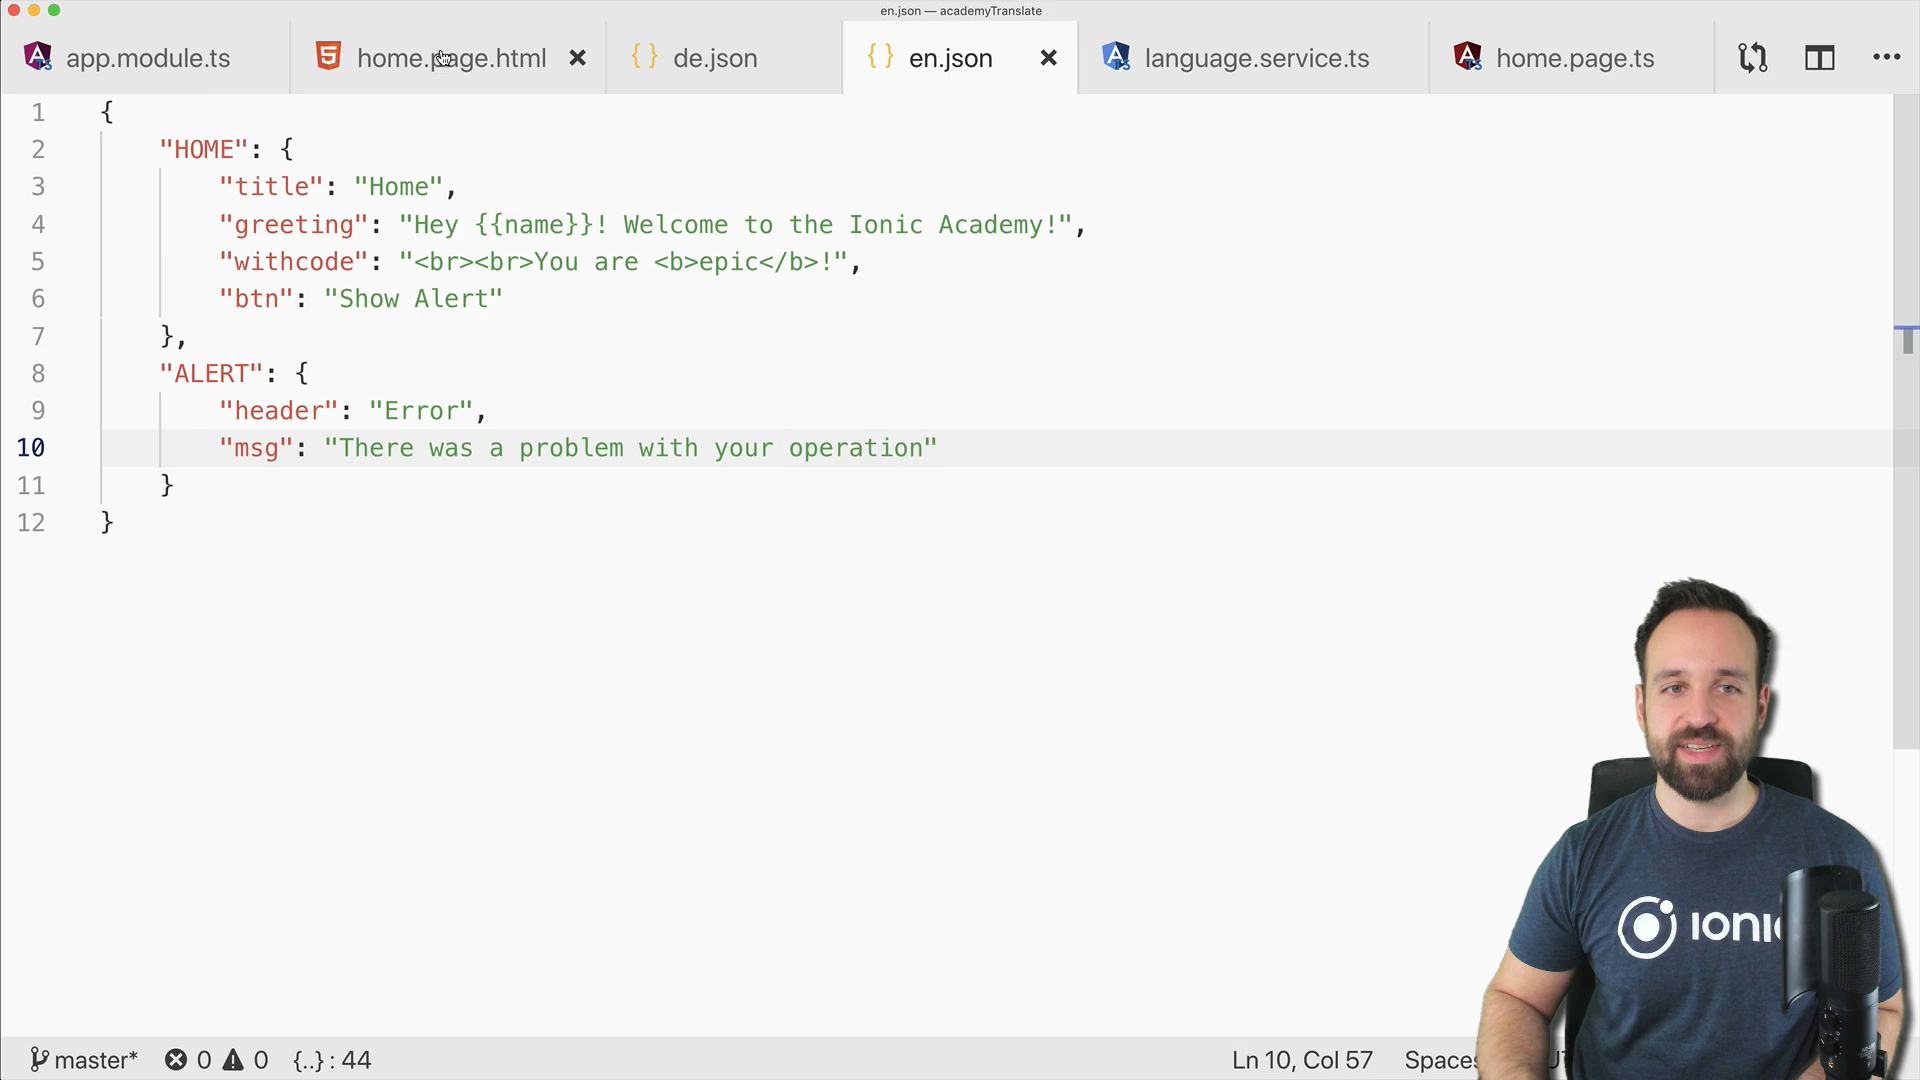 en.json — academyTranslate
app.module.ts
home.page.html
{ } de.json
{ } en.json
language.service.ts
home.page.ts
1 {
2 "HOME": {
3 "title": "Home",
4 "greeting": "Hey {{name}}! Welcome to the Ionic Academy!",
5 "withcode": "<br><br>You are <b>epic</b>!",
6 "btn": "Show Alert"
7 },
8 "ALERT": {
9 "header": "Error",
10 "msg": "There was a problem with your operation"
11 }
12 }
IONIC
master* 0 0 {..} : 44 Ln 10, Col 57